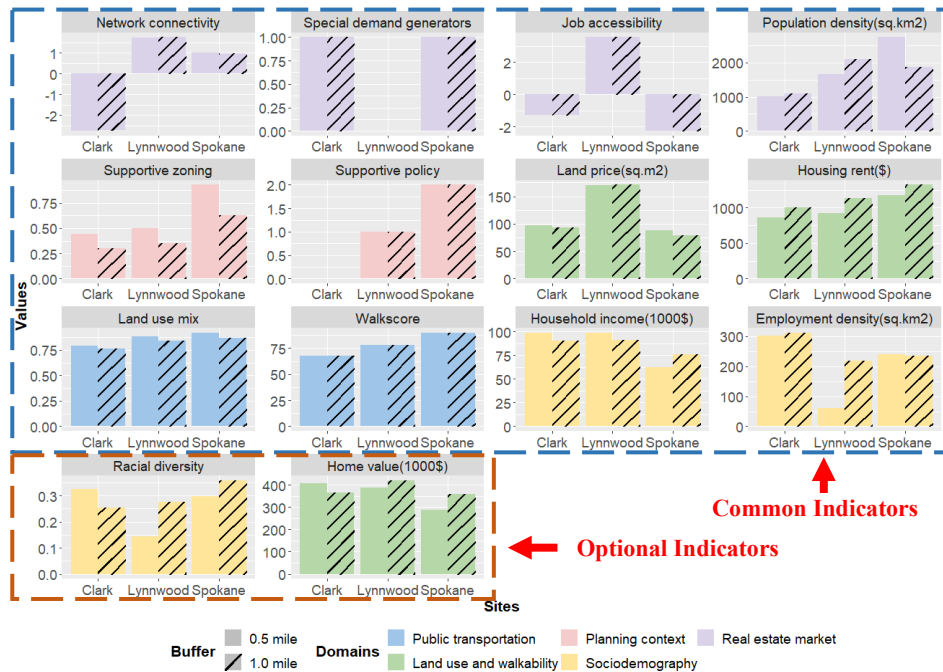 Network connectivity
1
0
-1
-2
Clark Lynnwood Spokane
Special demand generators
1.00
0.75
0.50
0.25
0.00
Clark Lynnwood Spokane
Job accessibility
2
0
-2
Clark Lynnwood Spokane
Population density(sq.km2)
2000
1000
0
Clark Lynnwood Spokane
Supportive zoning
0.75
0.50
0.25
0.00
Clark Lynnwood Spokane
Supportive policy
2.0
1.5
1.0
0.5
0.0
Clark Lynnwood Spokane
Land price(sq.m2)
150
100
50
0
Clark Lynnwood Spokane
Housing rent($)
1000
500
0
Clark Lynnwood Spokane
Land use mix
0.75
0.50
0.25
0.00
Clark Lynnwood Spokane
Walkscore
75
50
25
0
Clark Lynnwood Spokane
Household income(1000$)
100
75
50
25
0
Clark Lynnwood Spokane
Employment density(sq.km2)
300
200
100
0
Clark Lynnwood Spokane
Racial diversity
0.3
0.2
0.1
0.0
Clark Lynnwood Spokane
Home value(1000$)
400
300
200
100
0
Clark Lynnwood Spokane
Values
Common Indicators
Optional Indicators
Sites
Buffer
0.5 mile
1.0 mile
Domains
Public transportation
Land use and walkability
Planning context
Sociodemography
Real estate market